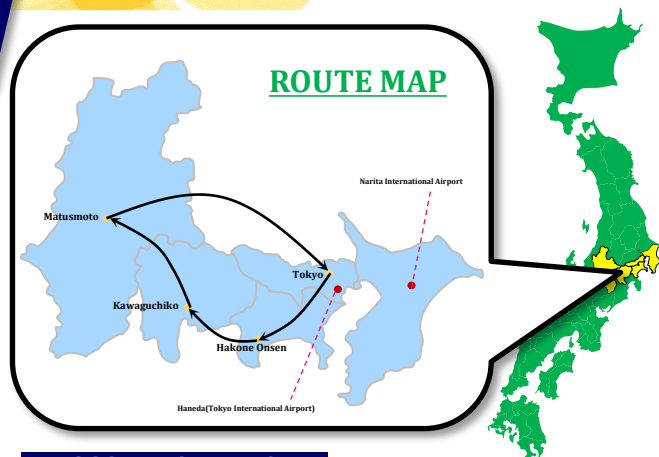 ROUTE MAP
Narita International Airport
Matusmoto
Tokyo
Kawaguchiko
Hakone Onsen
Haneda(Tokyo International Airport)